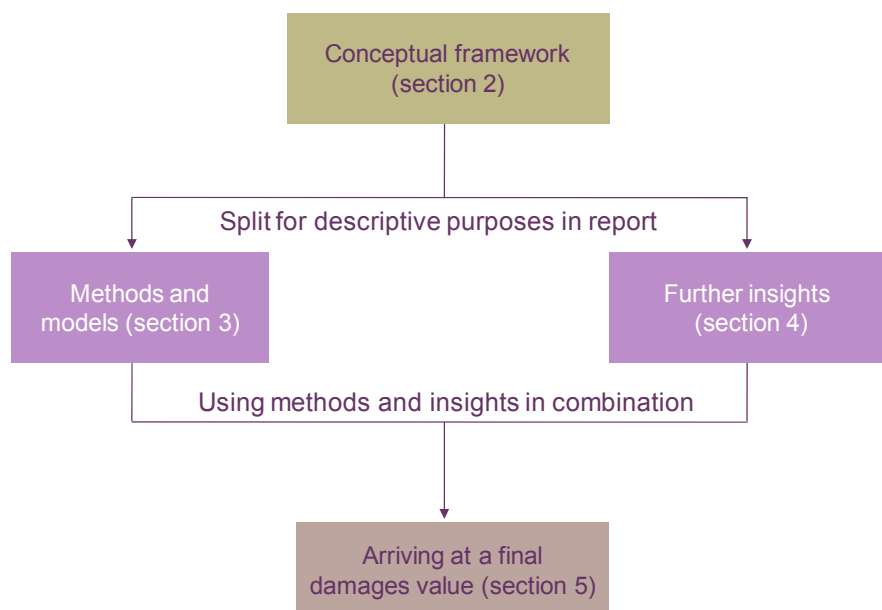 Conceptual framework
(section 2)
Split for descriptive purposes in report
Methods and
models (section 3)
Further insights
(section 4)
Using methods and insights in combination
Arriving at a final
damages value (section 5)